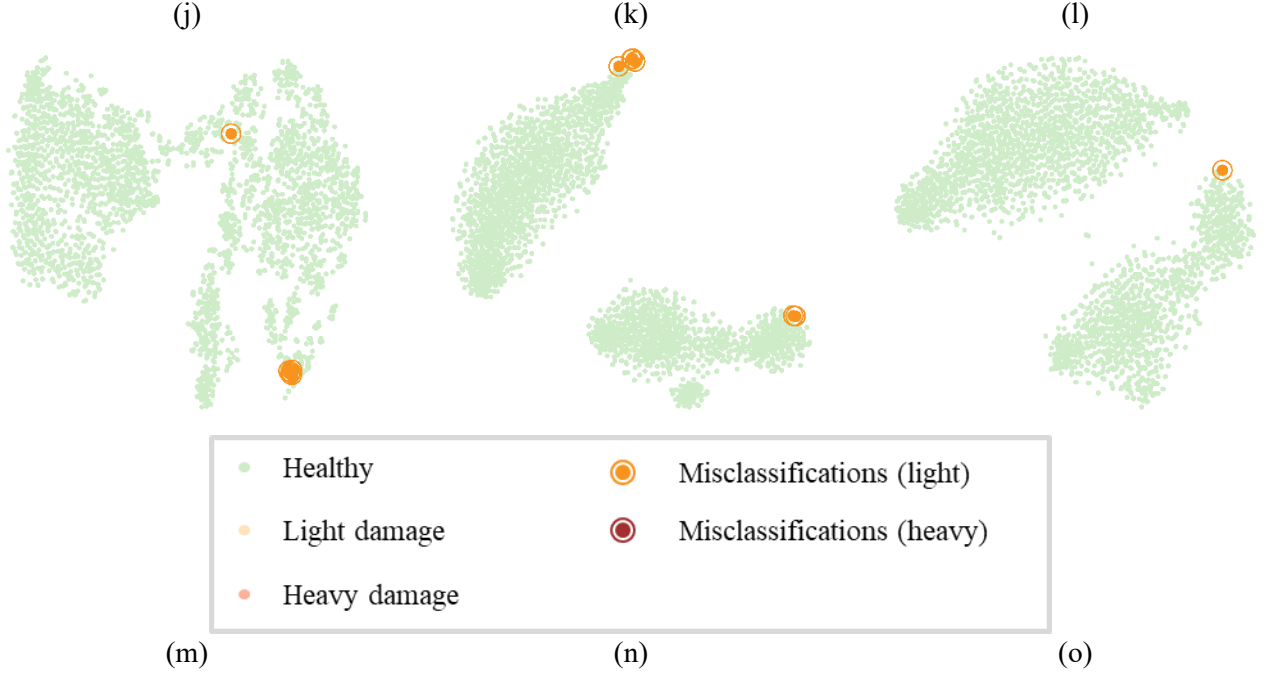 (j) (k) (l)
Healthy Misclassifications (light)
Light damage Misclassifications (heavy)
Heavy damage
(m) (n) (o)